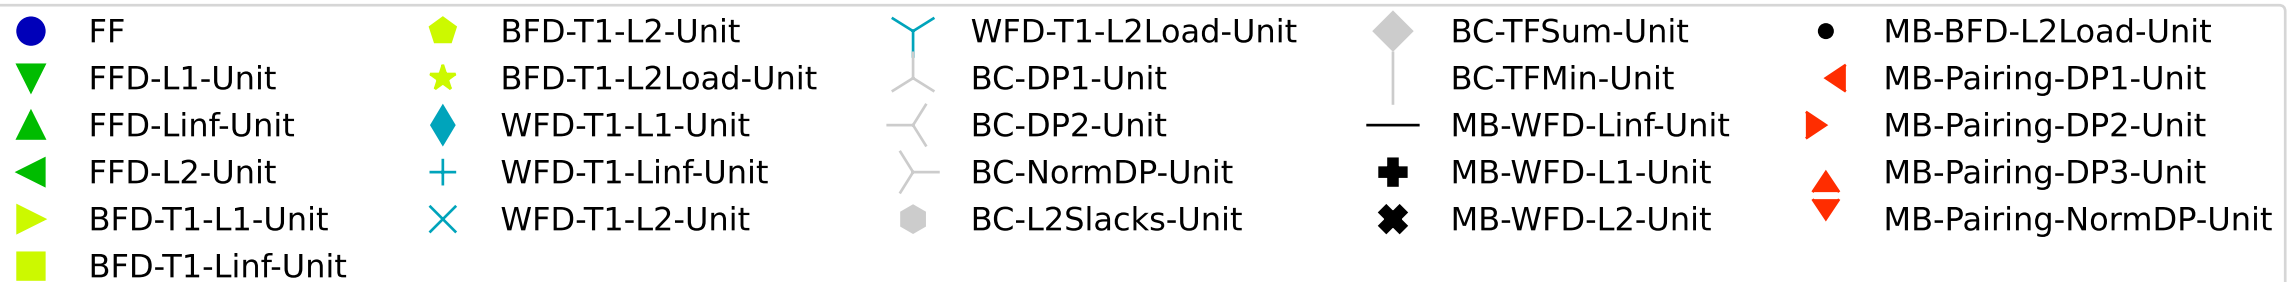 FF
FFD-L1-Unit
FFD-Linf-Unit
FFD-L2-Unit
BFD-T1-L1-Unit
BFD-T1-Linf-Unit
BFD-T1-L2-Unit
BFD-T1-L2Load-Unit
WFD-T1-L1-Unit
WFD-T1-Linf-Unit
WFD-T1-L2-Unit
WFD-T1-L2Load-Unit
BC-DP1-Unit
BC-DP2-Unit
BC-NormDP-Unit
BC-L2Slacks-Unit
BC-TFSum-Unit
BC-TFMin-Unit
MB-WFD-Linf-Unit
MB-WFD-L1-Unit
MB-WFD-L2-Unit
MB-BFD-L2Load-Unit
MB-Pairing-DP1-Unit
MB-Pairing-DP2-Unit
MB-Pairing-DP3-Unit
MB-Pairing-NormDP-Unit